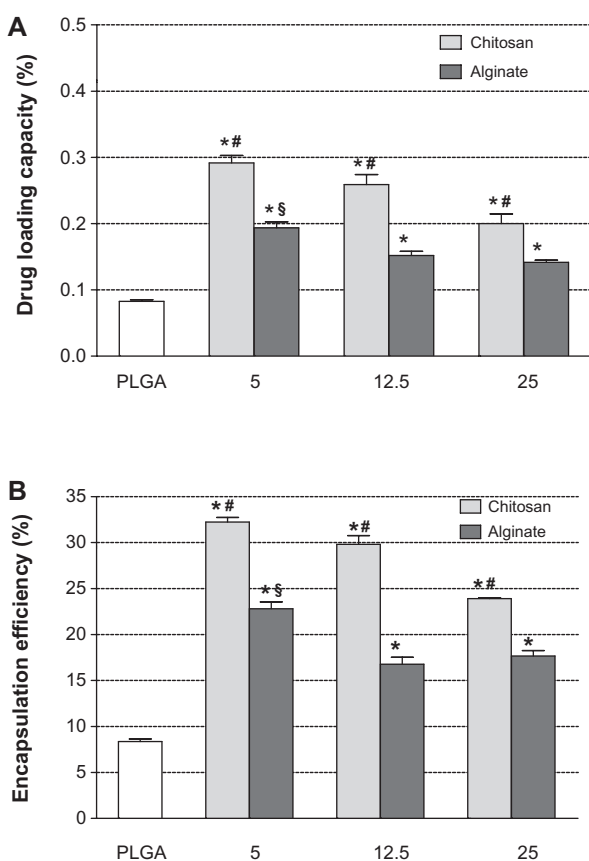 A
Drug loading capacity (%)
0.5
0.4
0.3
0.2
0.1
0.0
Chitosan
Alginate
*#
*§
*#
*
*#
*
PLGA 5 12.5 25
B
Encapsulation efficiency (%)
35
30
25
20
15
10
5
0
Chitosan
Alginate
*#
*§
*#
*
*#
*
PLGA 5 12.5 25